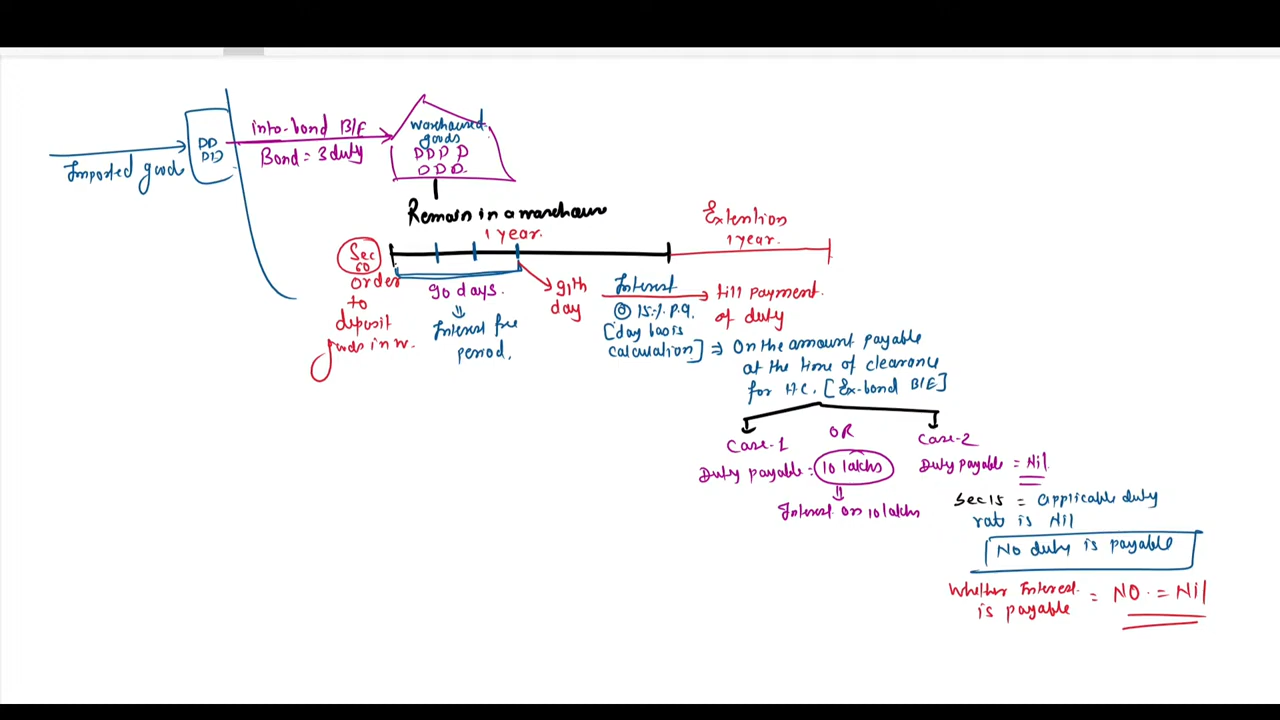 Imported goods
DD
DD
into-bond B/E
Bond = 3 duty
warehoused
goods
DDDD
DDD
Remain in a warehouse
1 year.
Extention
1 year.
Sec
60
order
to
deposit
goods in w.
90 days.
Interest free
period.
91th
day
Interest
@ 15% p.a.
[day basis
calculation]
till payment
of duty
⇒ On the amount payable
at the time of clearance
for H.C. [Ex-bond B/E]
Case-1
OR
Case-2
Duty payable = 10 lakhs
Interest on 10 lakhs
Duty payable = Nil
Sec 15 = applicable duty
rate is Nil
No duty is payable
Whether Interest
is payable = NO. = Nil